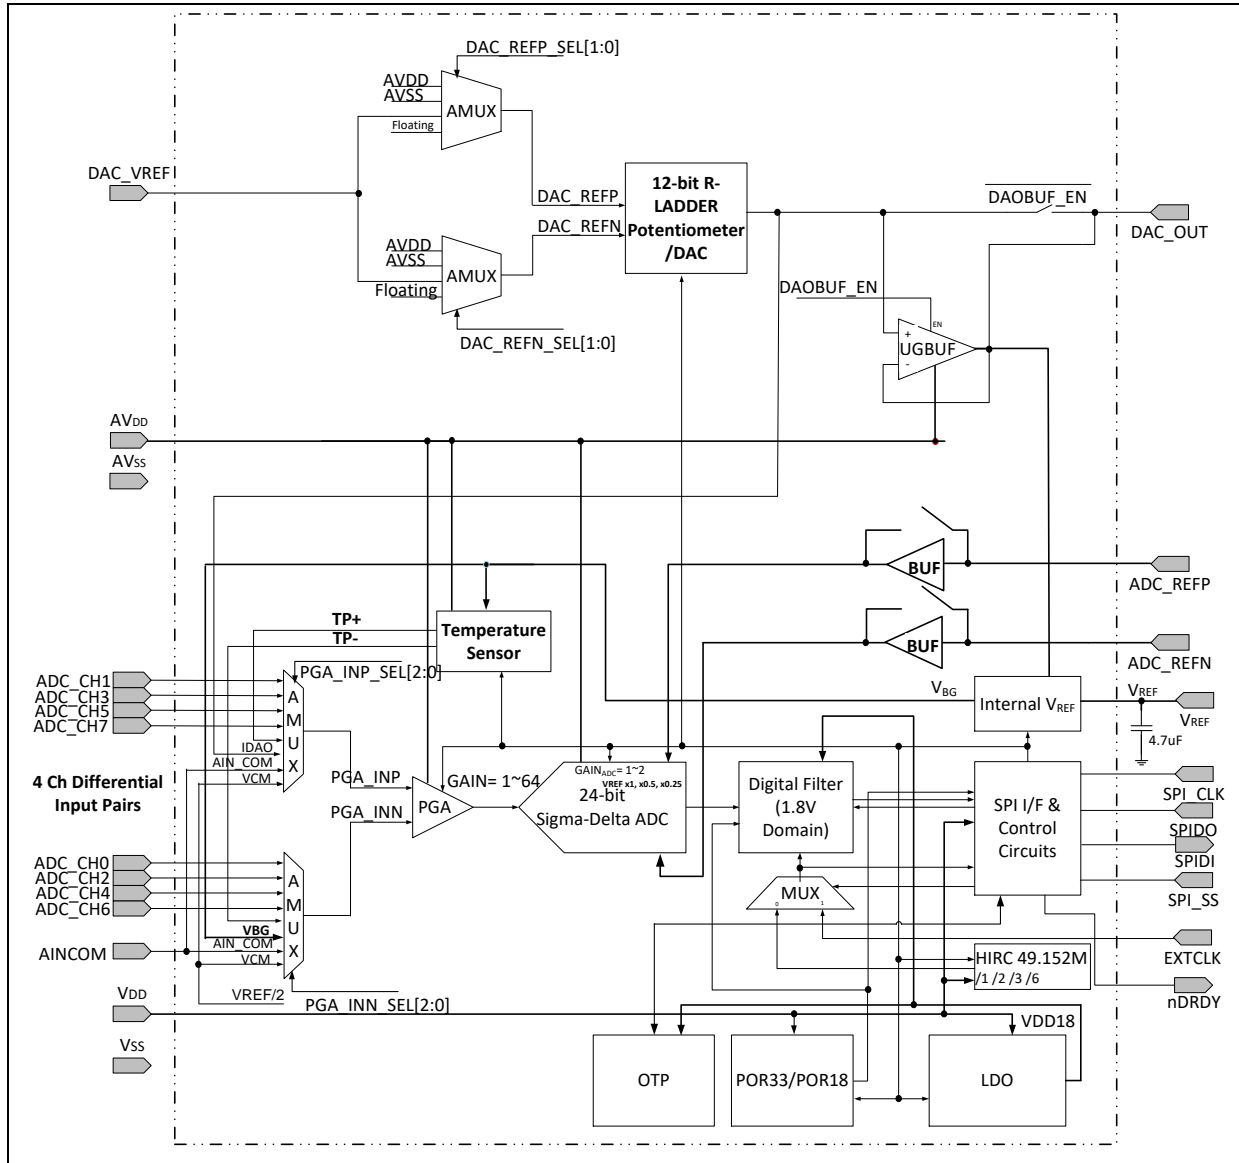 DAC_REFP_SEL[1:0]
AVDD
AVSS
AMUX
Floating
DAC_VREF
DAC_REFP
DAC_REFN
12-bit R-
LADDER
Potentiometer
/DAC
DAOBUF_EN
DAC_OUT
AVDD
AVSS
AMUX
Floating
DAC_REFN_SEL[1:0]
DAOBUF_EN
EN
+
UGBUF
-
AVDD
AVSS
BUF
ADC_REFP
BUF
ADC_REFN
TP+
TP-
Temperature
Sensor
PGA_INP_SEL[2:0]
ADC_CH1
ADC_CH3
ADC_CH5
ADC_CH7
A
M
U
X
IDAO
AIN_COM
VCM
VBG
Internal VREF
VREF
VREF
4.7uF
4 Ch Differential
Input Pairs
PGA_INP
PGA_INN
GAIN= 1~64
PGA
GAINADC= 1~2
VREF x1, x0.5, x0.25
24-bit
Sigma-Delta ADC
Digital Filter
(1.8V
Domain)
SPI I/F &
Control
Circuits
SPI_CLK
SPIDO
SPIDI
SPI_SS
ADC_CH0
ADC_CH2
ADC_CH4
ADC_CH6
A
M
U
X
VBG
AIN_COM
VCM
AINCOM
VREF/2
PGA_INN_SEL[2:0]
MUX
0
1
EXTCLK
HIRC 49.152M
/1 /2 /3 /6
nDRDY
VDD
VSS
VDD18
OTP
POR33/POR18
LDO